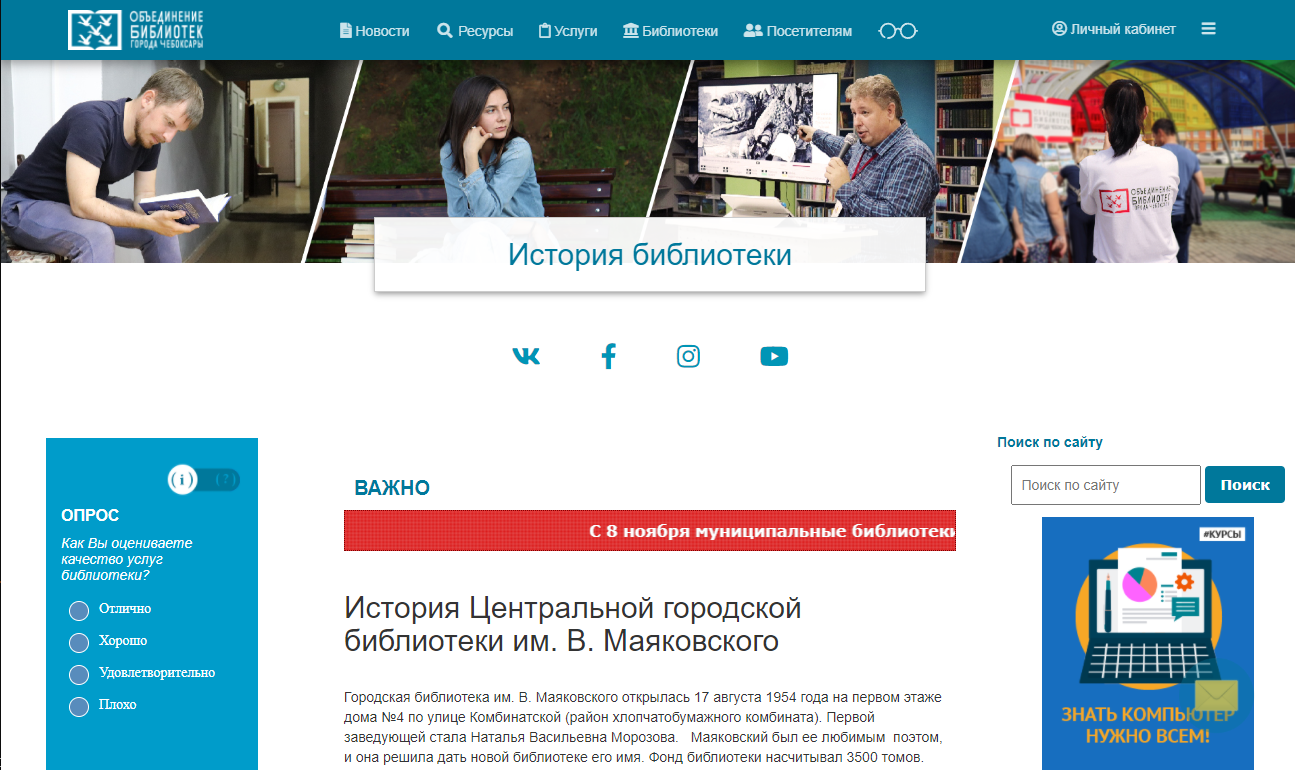 ОБЪЕДИНЕНИЕ
БИБЛИОТЕК
ГОРОДА ЧЕБОКСАРЫ
Новости
Ресурсы
Услуги
Библиотеки
Посетителям
Личный кабинет
ОБЪЕДИНЕНИЕ
БИБЛИОТЕК
ГОРОДА ЧЕБОКСАРЫ
История библиотеки
ОПРОС
Как Вы оцениваете
качество услуг
библиотеки?
Отлично
Хорошо
Удовлетворительно
Плохо
ВАЖНО
С 8 ноября муниципальные библиотеки
История Центральной городской
библиотеки им. В. Маяковского
Городская библиотека им. В. Маяковского открылась 17 августа 1954 года на первом этаже
дома №4 по улице Комбинатской (район хлопчатобумажного комбината). Первой
заведующей стала Наталья Васильевна Морозова. Маяковский был ее любимым поэтом,
и она решила дать новой библиотеке его имя. Фонд библиотеки насчитывал 3500 томов.
Поиск по сайту
Поиск по сайту
Поиск
#КУРСЫ
ЗНАТЬ КОМПЬЮТЕР
НУЖНО ВСЕМ!